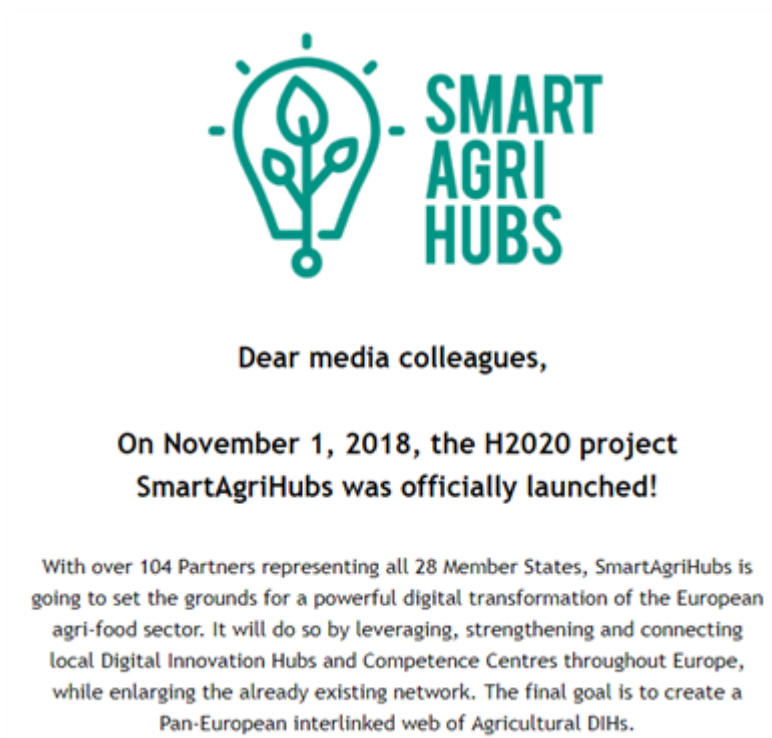 SMART
AGRI
HUBS
Dear media colleagues,
On November 1, 2018, the H2020 project
SmartAgriHubs was officially launched!
With over 104 Partners representing all 28 Member States, SmartAgriHubs is
going to set the grounds for a powerful digital transformation of the European
agri-food sector. It will do so by leveraging, strengthening and connecting
local Digital Innovation Hubs and Competence Centres throughout Europe,
while enlarging the already existing network. The final goal is to create a
Pan-European interlinked web of Agricultural DIHs.